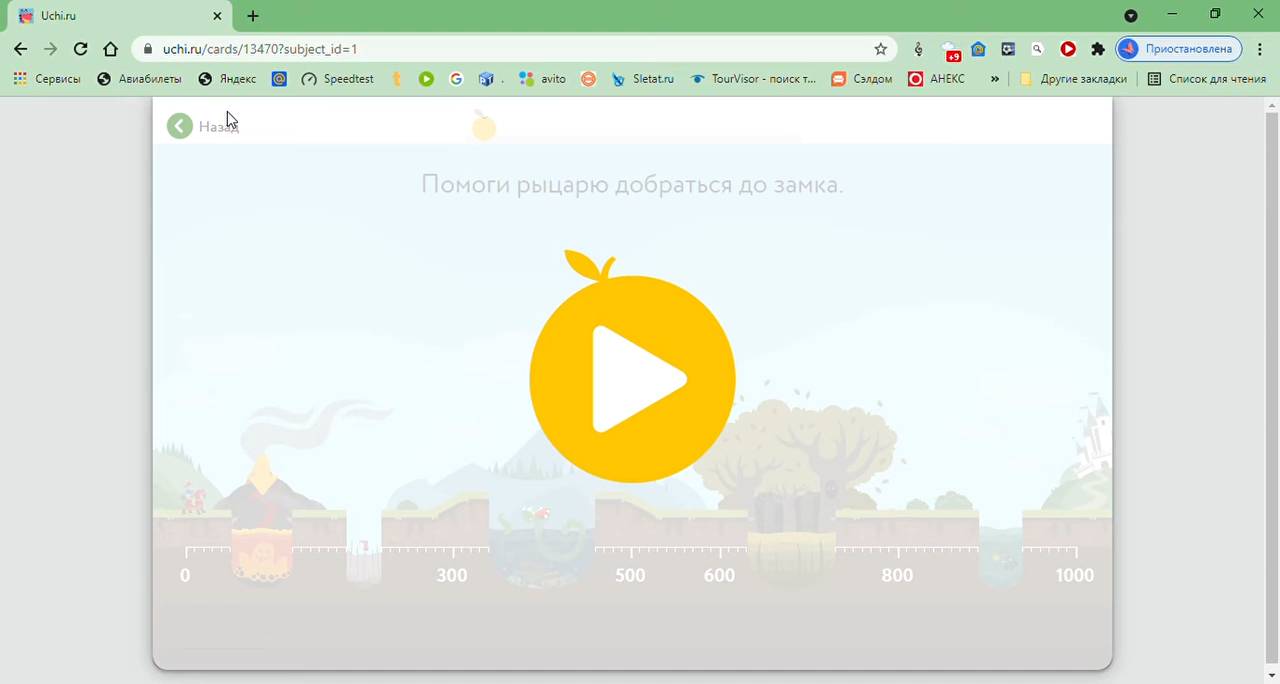 Uchi.ru
uchi.ru/cards/13470?subject_id=1
+9
Приостановлена
Сервисы
Авиабилеты
Яндекс
Speedtest
.
avito
Sletat.ru
TourVisor - поиск т...
Сэлдом
АНЕКС
»
Другие закладки
Список для чтения
Назад
Помоги рыцарю добраться до замка.
0 300 500 600 800 1000